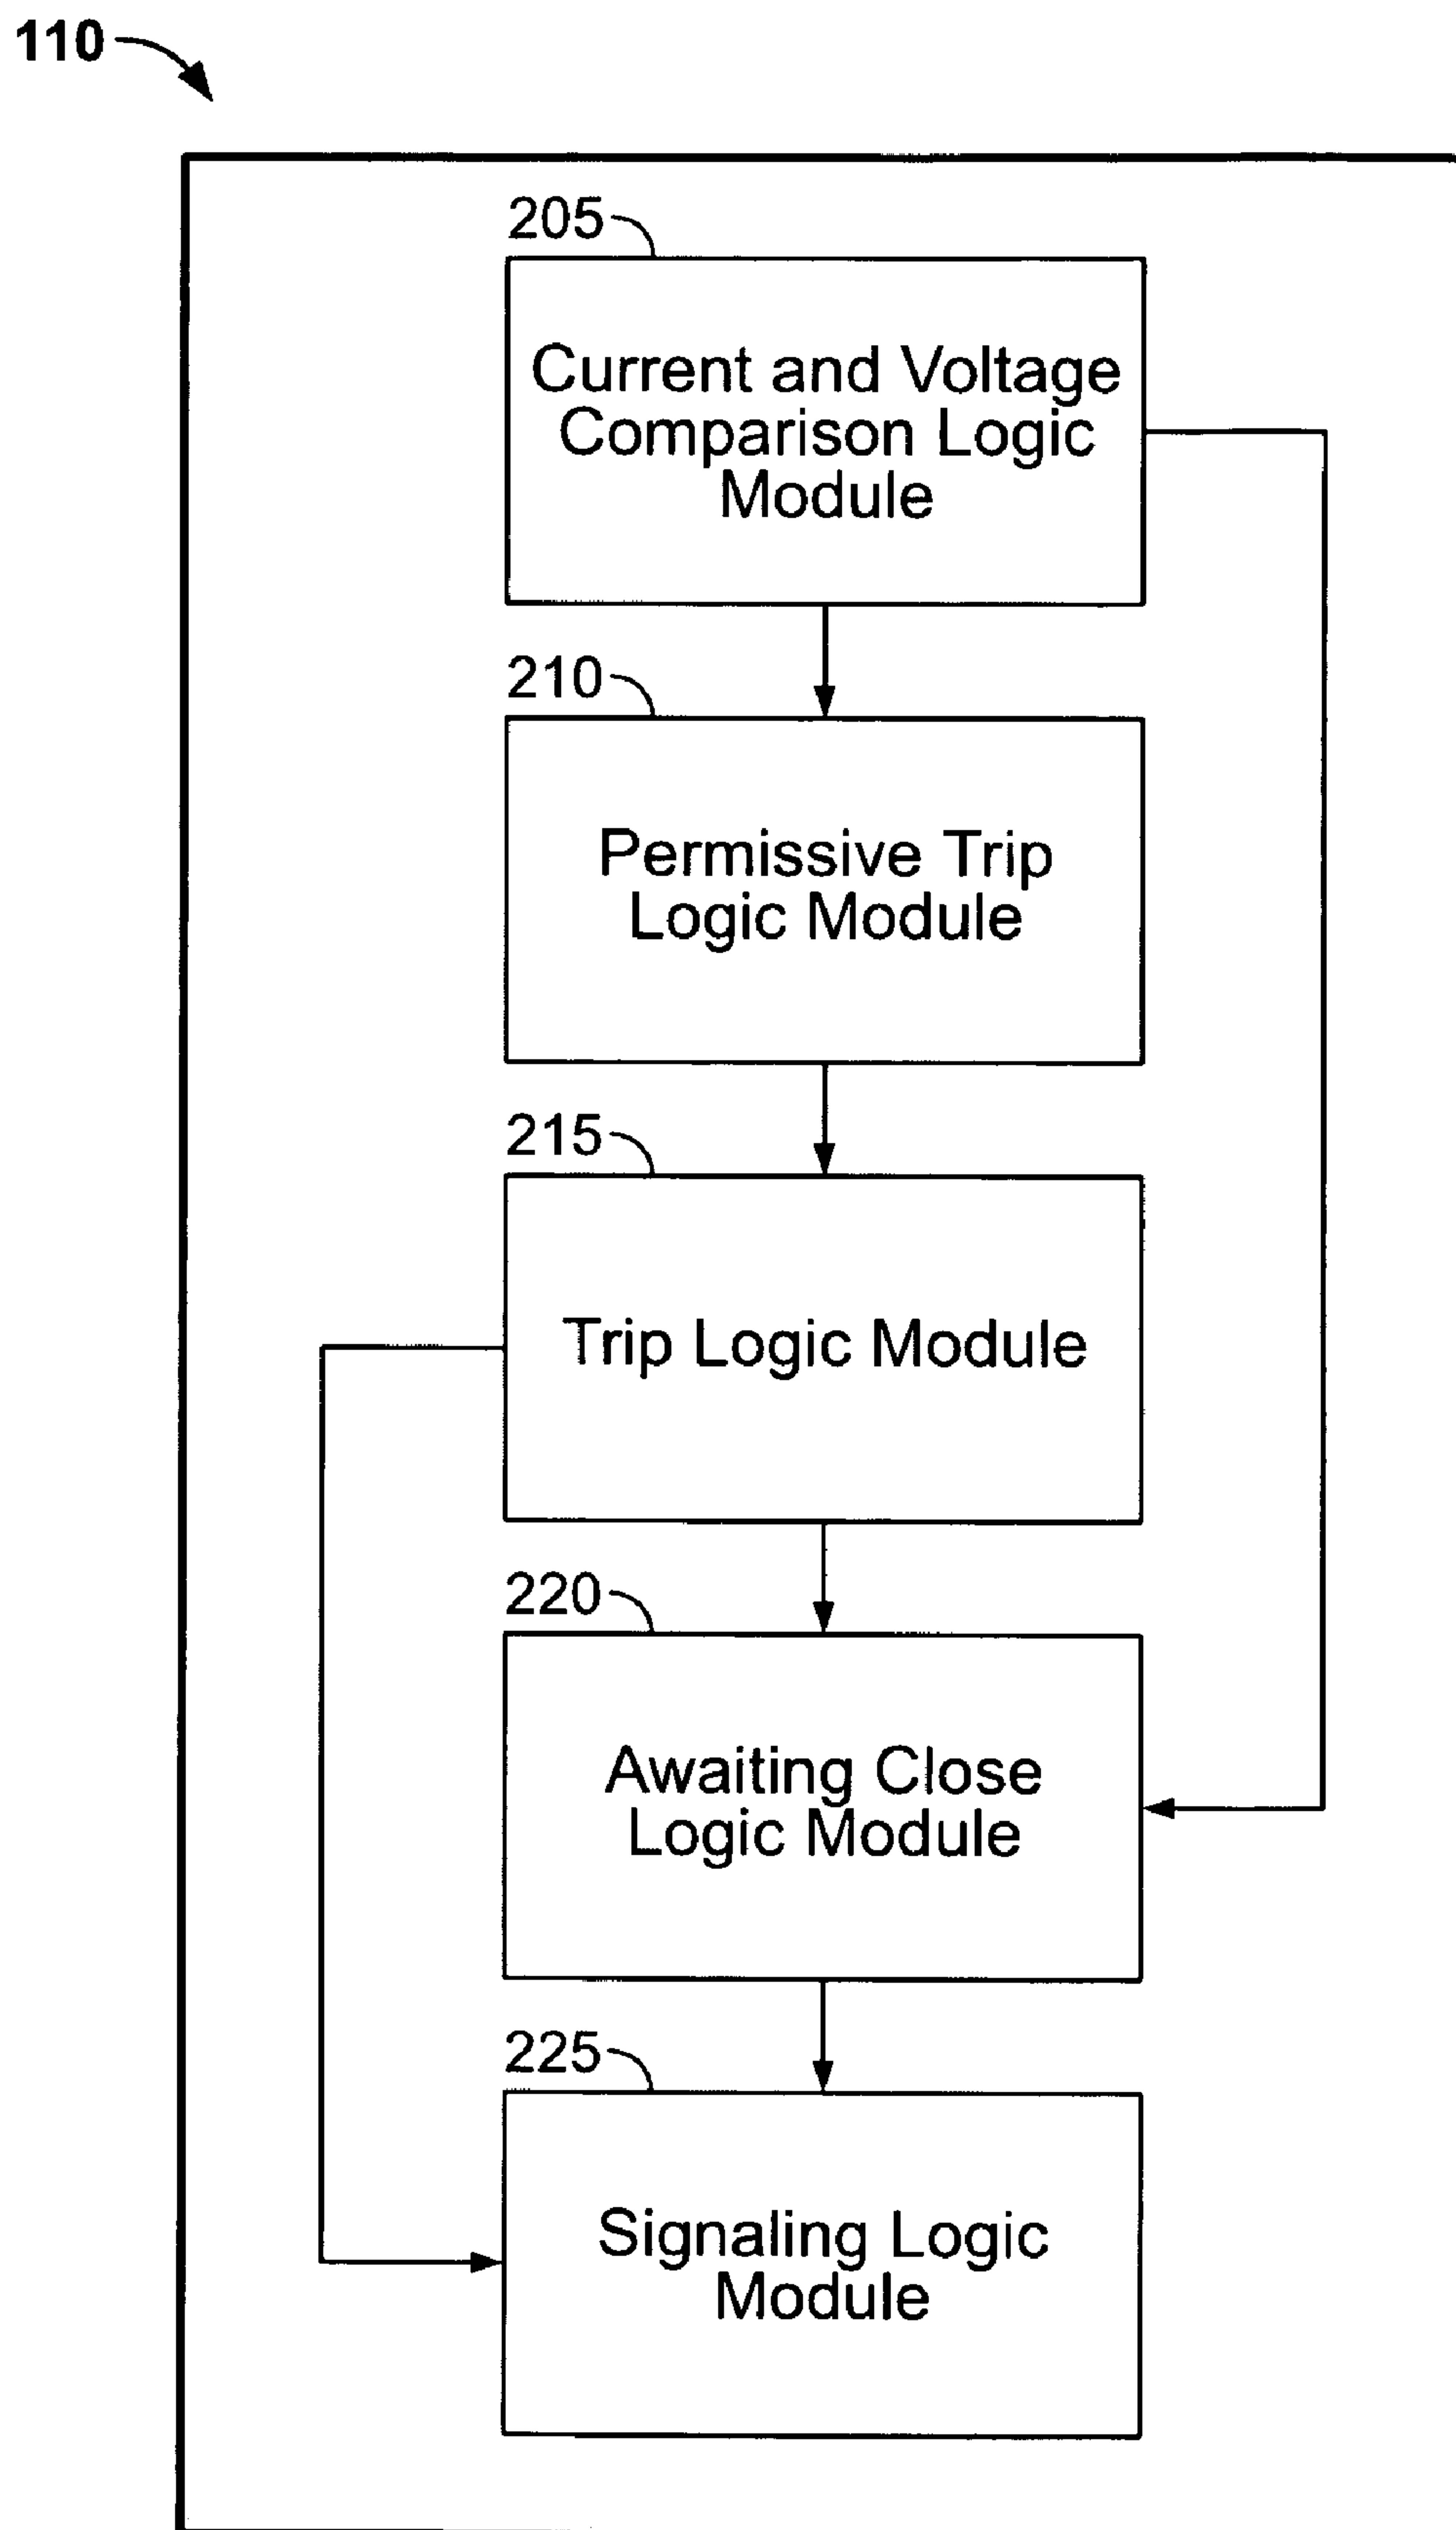 110
205
Current and Voltage
Comparison Logic
Module
210
Permissive Trip
Logic Module
215
Trip Logic Module
220
Awaiting Close
Logic Module
225
Signaling Logic
Module